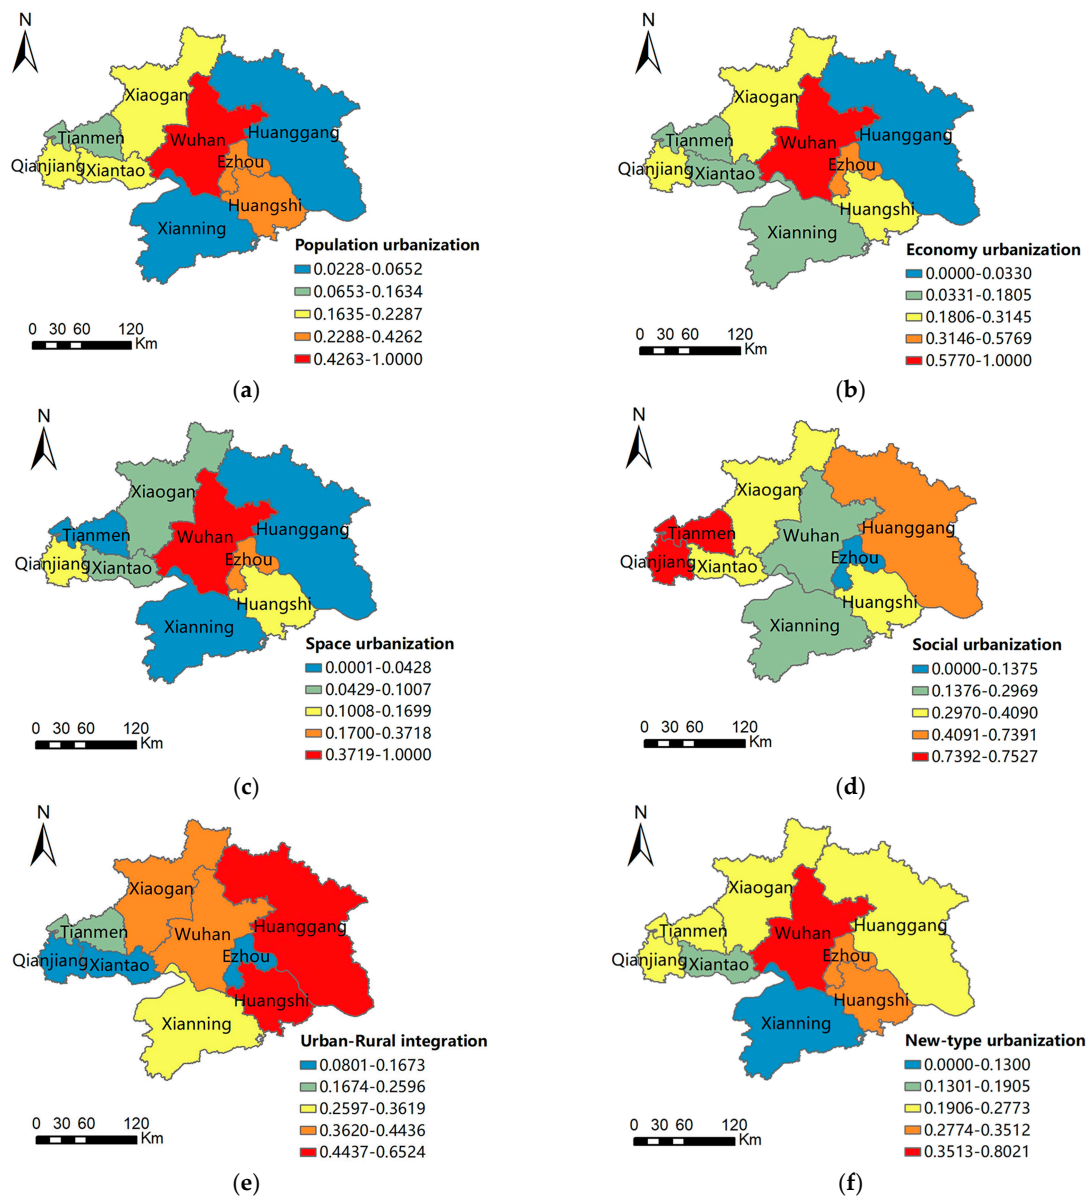 N
Xiaogan
Tianmen
Wuhan
Huanggang
Qianjiang
Xiantao
Ezhou
Huangshi
Xianning
Population urbanization
0.0228-0.0652
0.0653-0.1634
0.1635-0.2287
0.2288-0.4262
0.4263-1.0000
0 30 60 120
Km
(a)
N
Xiaogan
Tianmen
Wuhan
Huanggang
Qianjiang
Xiantao
Ezhou
Huangshi
Xianning
Economy urbanization
0.0000-0.0330
0.0331-0.1805
0.1806-0.3145
0.3146-0.5769
0.5770-1.0000
0 30 60 120
Km
(b)
N
Xiaogan
Tianmen
Wuhan
Huanggang
Qianjiang
Xiantao
Ezhou
Huangshi
Xianning
Space urbanization
0.0001-0.0428
0.0429-0.1007
0.1008-0.1699
0.1700-0.3718
0.3719-1.0000
0 30 60 120
Km
(c)
N
Xiaogan
Tianmen
Wuhan
Huanggang
Qianjiang
Xiantao
Ezhou
Huangshi
Xianning
Social urbanization
0.0000-0.1375
0.1376-0.2969
0.2970-0.4090
0.4091-0.7391
0.7392-0.7527
0 30 60 120
Km
(d)
N
Xiaogan
Tianmen
Wuhan
Huanggang
Qianjiang
Xiantao
Ezhou
Huangshi
Xianning
Urban-Rural integration
0.0801-0.1673
0.1674-0.2596
0.2597-0.3619
0.3620-0.4436
0.4437-0.6524
0 30 60 120
Km
(e)
N
Xiaogan
Tianmen
Wuhan
Huanggang
Qianjiang
Xiantao
Ezhou
Huangshi
Xianning
New-type urbanization
0.0000-0.1300
0.1301-0.1905
0.1906-0.2773
0.2774-0.3512
0.3513-0.8021
0 30 60 120
Km
(f)